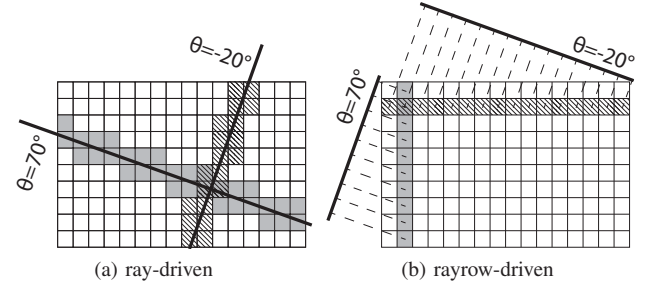 θ=-20°
θ=70°
(a) ray-driven
θ=-20°
θ=70°
(b) rayrow-driven